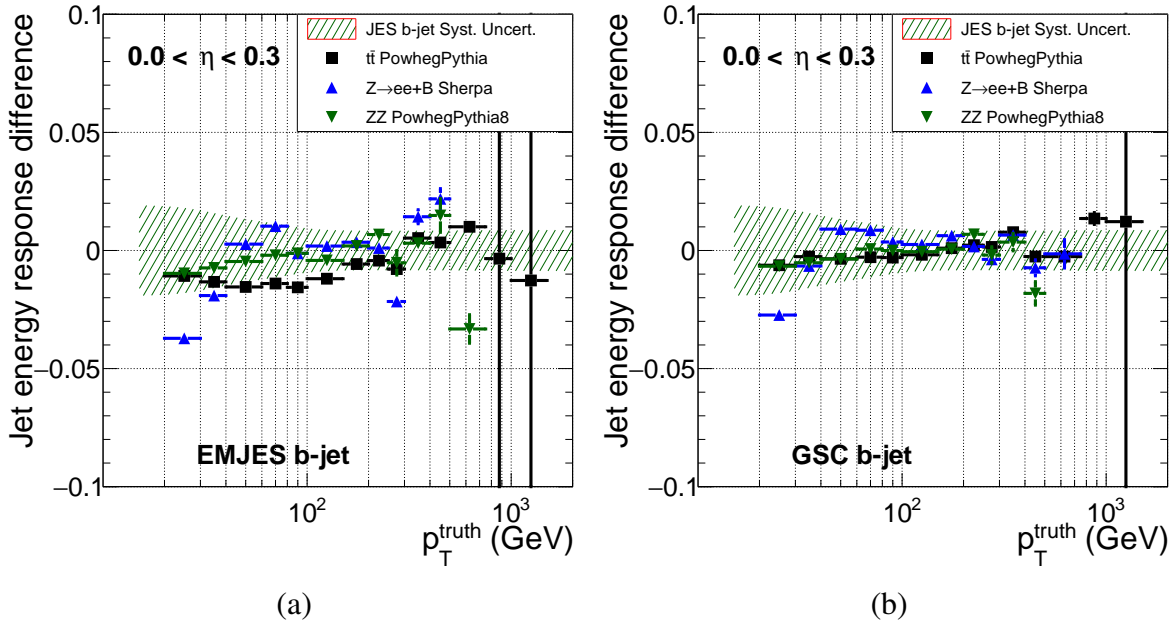 Jet energy response difference
0.1
0.05
0
−0.05
−0.1
0.0 < η < 0.3
JES b-jet Syst. Uncert.
tt̄ PowhegPythia
Z→ee+B Sherpa
ZZ PowhegPythia8
EMJES b-jet
10² 10³
p_T^truth (GeV)
(a)
Jet energy response difference
0.1
0.05
0
−0.05
−0.1
0.0 < η < 0.3
JES b-jet Syst. Uncert.
tt̄ PowhegPythia
Z→ee+B Sherpa
ZZ PowhegPythia8
GSC b-jet
10² 10³
p_T^truth (GeV)
(b)